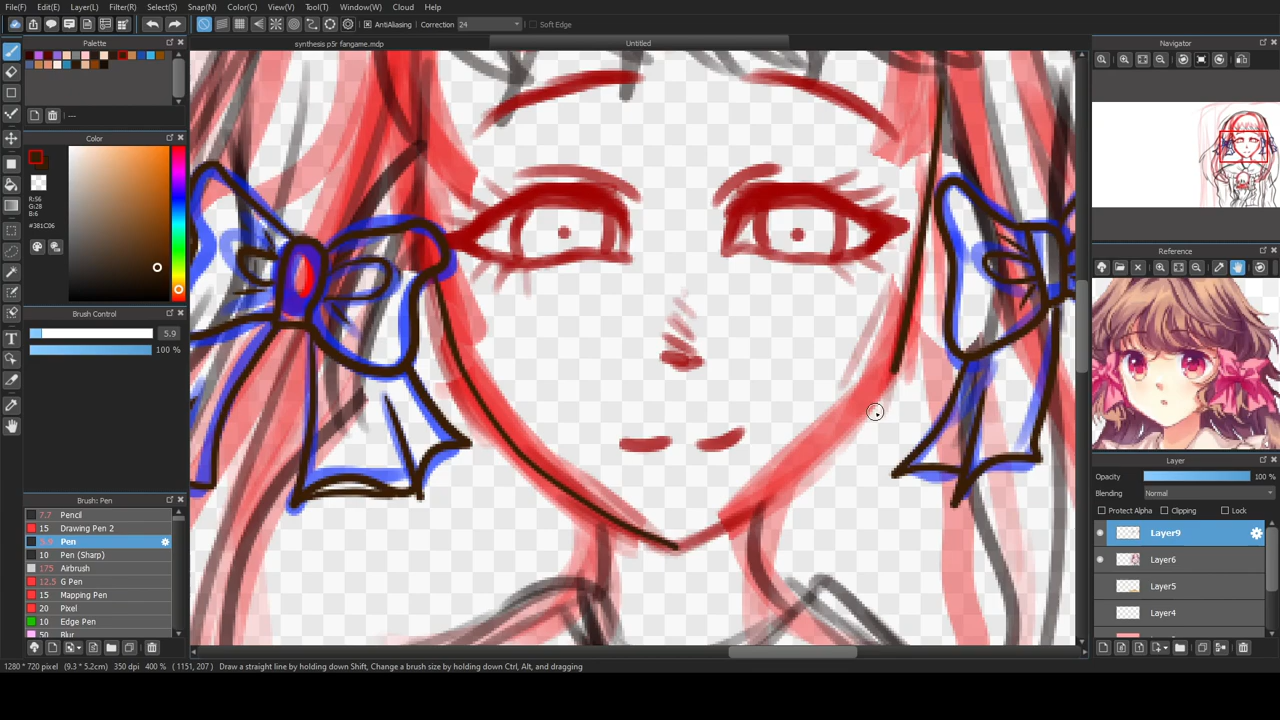 File(F) Edit(E) Layer(L) Filter(R) Select(S) Snap(N) Color(C) View(V) Tool(T) Window(W) Cloud Help
AntiAliasing Correction 24 Soft Edge
Palette
synthesis p5r fangame.mdp Untitled
Navigator
---
Color
R:56
G:28
B:6
#381C06
Brush Control
5.9
100 %
Reference
Layer
Opacity 100 %
Blending Normal
Protect Alpha Clipping Lock
Layer9
Layer6
Layer5
Layer4
Brush: Pen
7.7 Pencil
15 Drawing Pen 2
5.9 Pen
10 Pen (Sharp)
175 Airbrush
12.5 G Pen
15 Mapping Pen
20 Pixel
10 Edge Pen
50 Blur
1280 * 720 pixel (9.3 * 5.2cm) 350 dpi 400 % ( 1151, 207 ) Draw a straight line by holding down Shift, Change a brush size by holding down Ctrl, Alt, and dragging